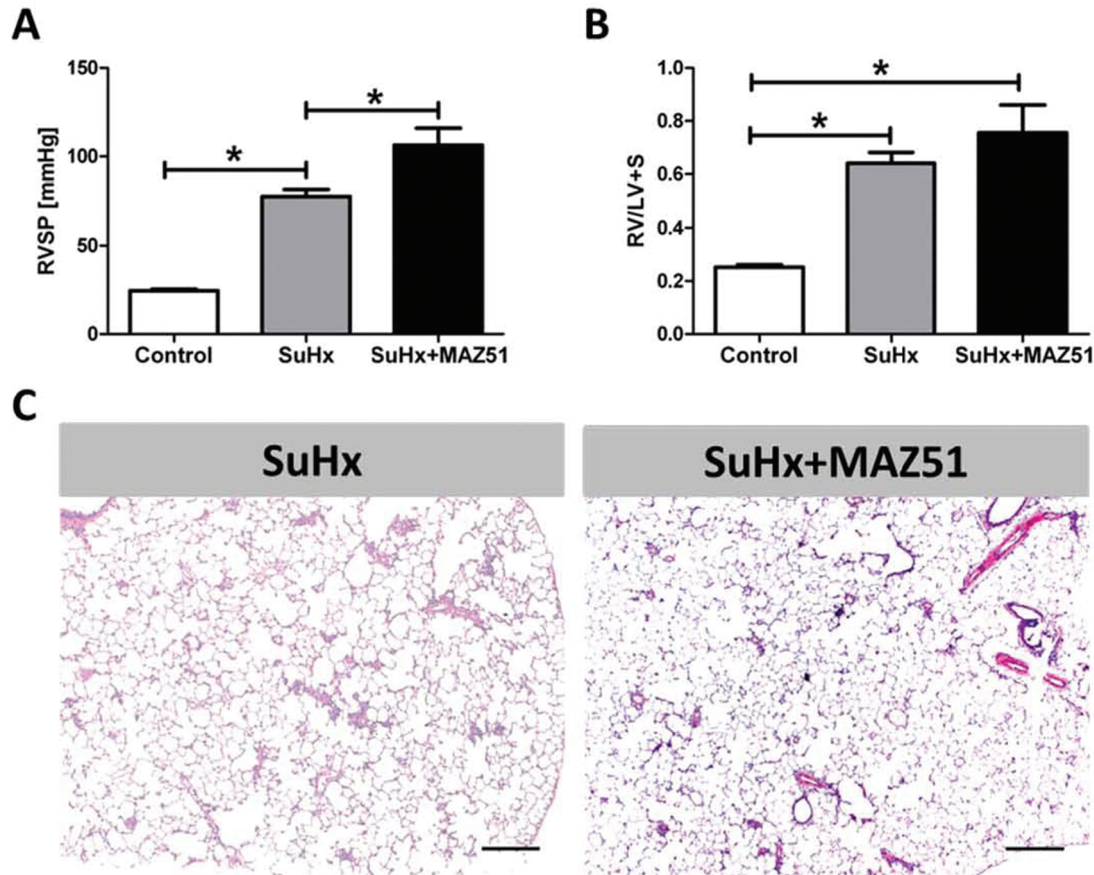 A
RVSP [mmHg]
150
100
50
0
*
*
Control
SuHx
SuHx+MAZ51
B
RV/LV+S
1.0
0.8
0.6
0.4
0.2
0.0
*
*
Control
SuHx
SuHx+MAZ51
C
SuHx
SuHx+MAZ51